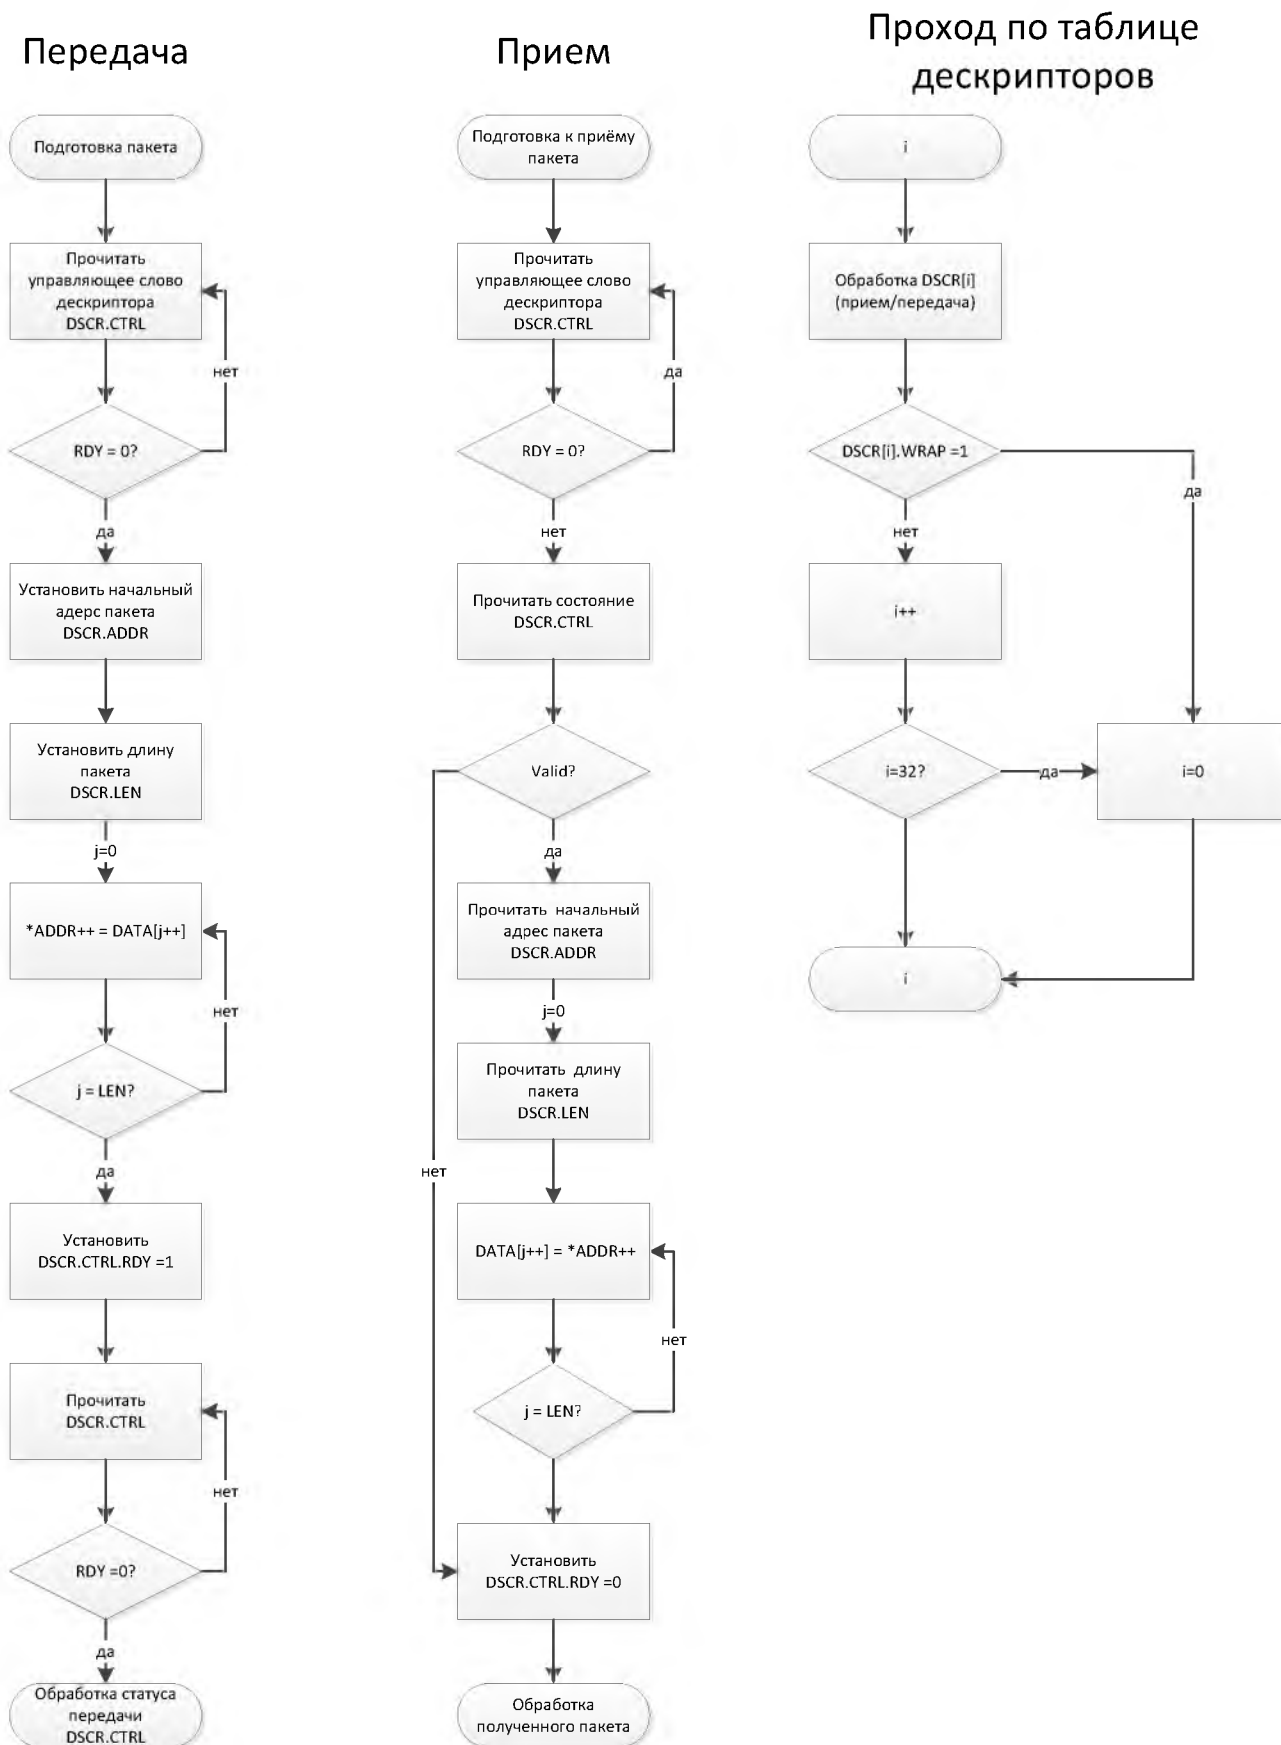 Передача
Подготовка пакета
Прочитать
управляющее слово
дескриптора
DSCR.CTRL
нет
RDY = 0?
да
Установить начальный
адерс пакета
DSCR.ADDR
Установить длину
пакета
DSCR.LEN
j=0
*ADDR++ = DATA[j++]
нет
j = LEN?
да
Установить
DSCR.CTRL.RDY =1
Прочитать
DSCR.CTRL
нет
RDY =0?
да
Обработка статуса
передачи
DSCR.CTRL
Прием
Подготовка к приёму
пакета
Прочитать
управляющее слово
дескриптора
DSCR.CTRL
да
RDY = 0?
нет
Прочитать состояние
DSCR.CTRL
Valid?
да
Прочитать начальный
адрес пакета
DSCR.ADDR
j=0
Прочитать длину
пакета
DSCR.LEN
нет
DATA[j++] = *ADDR++
нет
j = LEN?
Установить
DSCR.CTRL.RDY =0
Обработка
полученного пакета
Проход по таблице
дескрипторов
i
Обработка DSCR[i]
(прием/передача)
DSCR[i].WRAP =1
да
нет
i++
i=32?
да
i=0
i